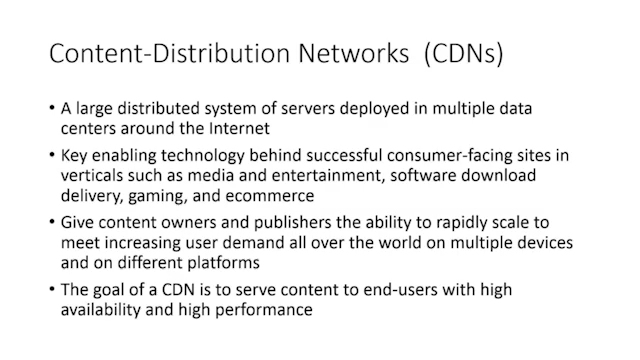 Content-Distribution Networks (CDNs)
• A large distributed system of servers deployed in multiple data
centers around the Internet
• Key enabling technology behind successful consumer-facing sites in
verticals such as media and entertainment, software download
delivery, gaming, and ecommerce
• Give content owners and publishers the ability to rapidly scale to
meet increasing user demand all over the world on multiple devices
and on different platforms
• The goal of a CDN is to serve content to end-users with high
availability and high performance